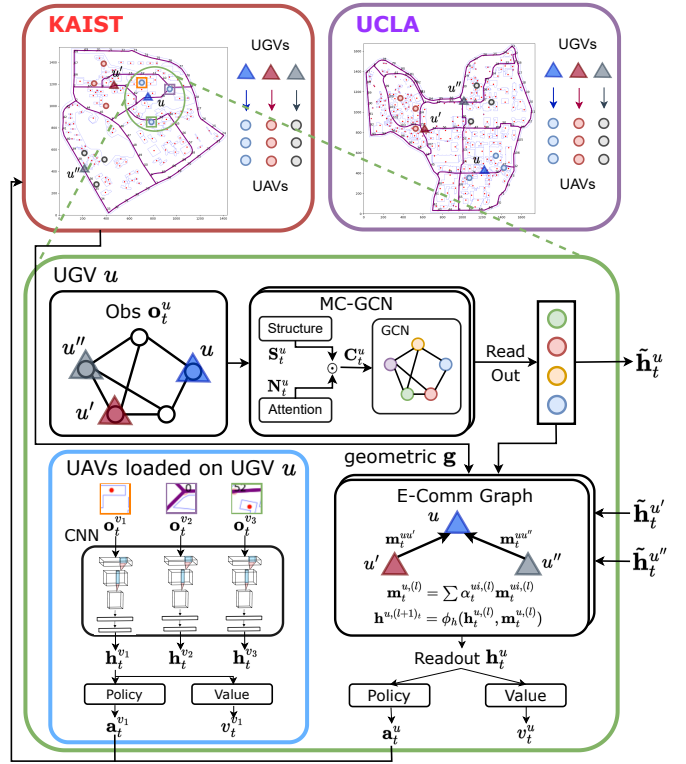 KAIST
UCLA
UGVs
UAVs
u'
u
u''
UGVs
UAVs
u''
u'
u
UGV u
Obs o_t^u
u''
u
u'
MC-GCN
Structure
S_t^u
⊙
C_t^u
N_t^u
Attention
GCN
Read
Out
h̃_t^u
geometric g
E-Comm Graph
u
m_t^{uu'}
m_t^{uu''}
u'
u''
m_t^{u,(l)} = ∑ α_t^{ui,(l)} m_t^{ui,(l)}
h^{u,(l+1)_t} = ϕ_h(h_t^{u,(l)}, m_t^{u,(l)})
h̃_t^{u'}
h̃_t^{u''}
Readout h_t^u
Policy
Value
a_t^u
v_t^u
UAVs loaded on UGV u
0
52
o_t^{v_1}
o_t^{v_2}
o_t^{v_3}
CNN
h_t^{v_1}
h_t^{v_2}
h_t^{v_3}
Policy
Value
a_t^{v_1}
v_t^{v_1}